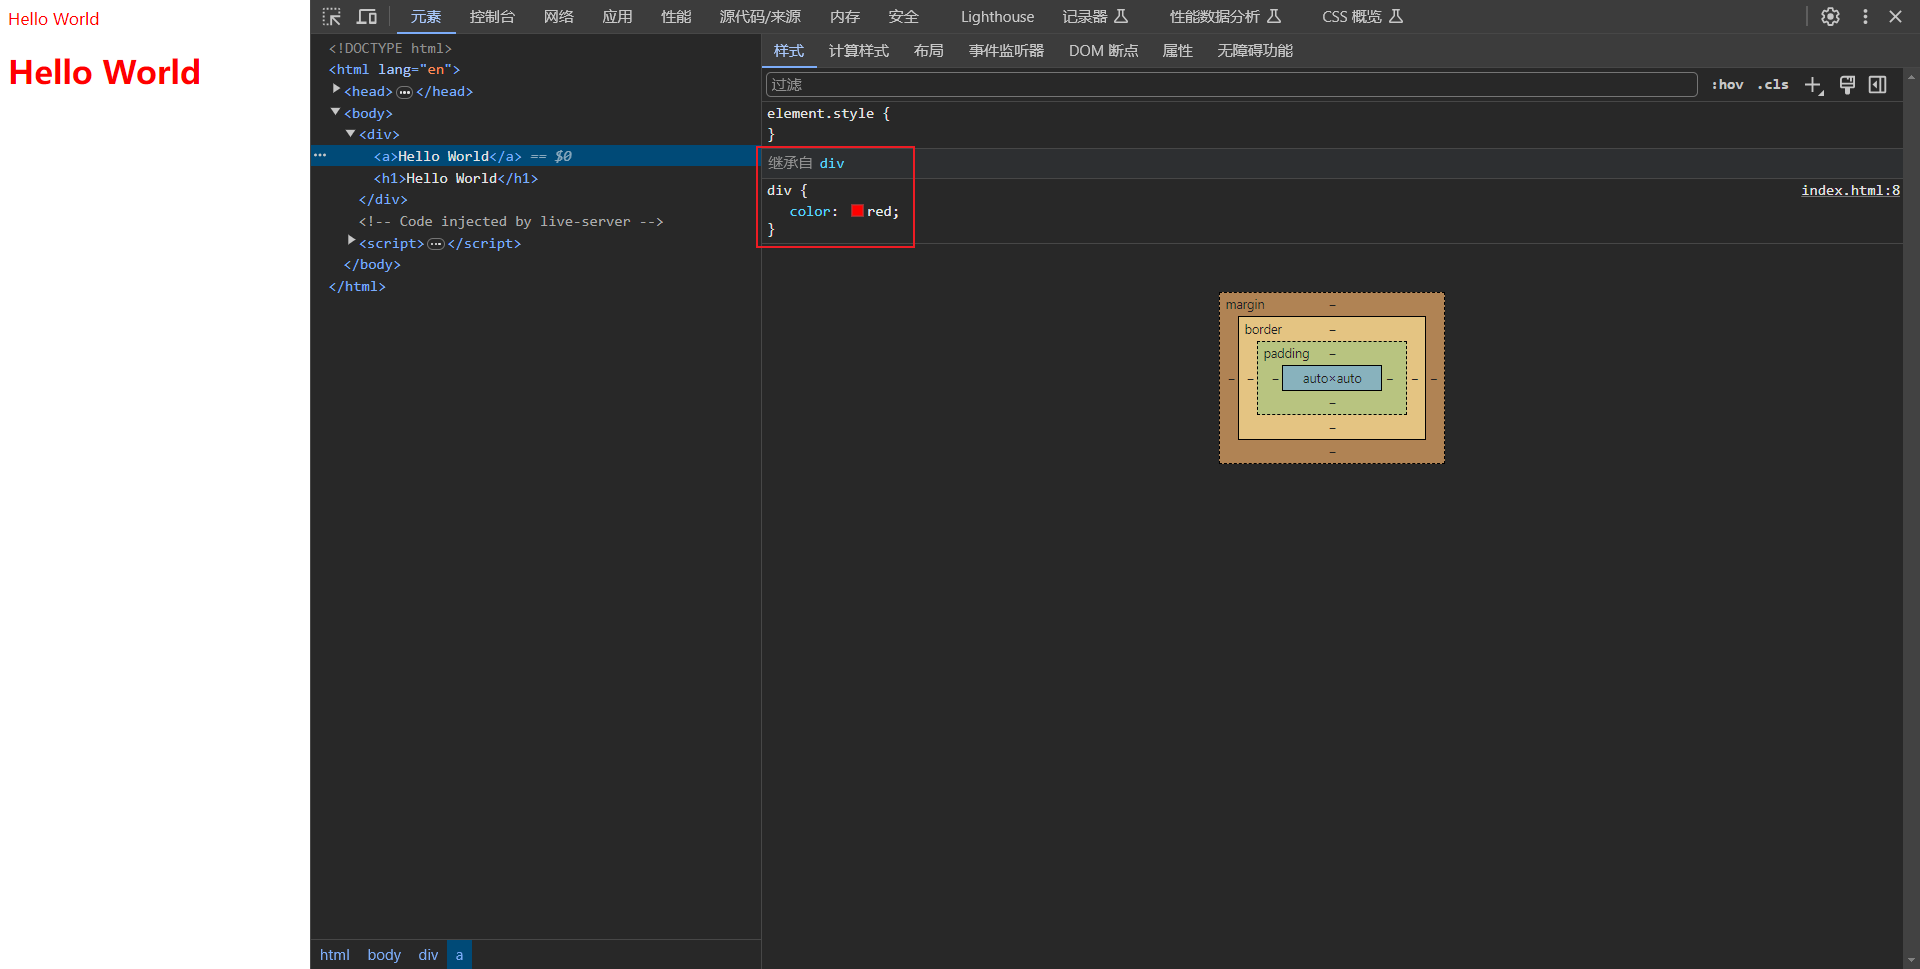 Hello World
Hello World
元素 控制台 网络 应用 性能 源代码/来源 内存 安全 Lighthouse 记录器 性能数据分析 CSS 概览
<!DOCTYPE html>
<html lang="en">
<head>…</head>
<body>
<div>
… <a>Hello World</a> == $0
<h1>Hello World</h1>
</div>
<!-- Code injected by live-server -->
<script>…</script>
</body>
</html>
html body div a
样式 计算样式 布局 事件监听器 DOM 断点 属性 无障碍功能
过滤 :hov .cls
element.style {
}
继承自 div
div { index.html:8
color: red;
}
margin –
border –
padding –
– – – auto×auto – – –
–
–
–